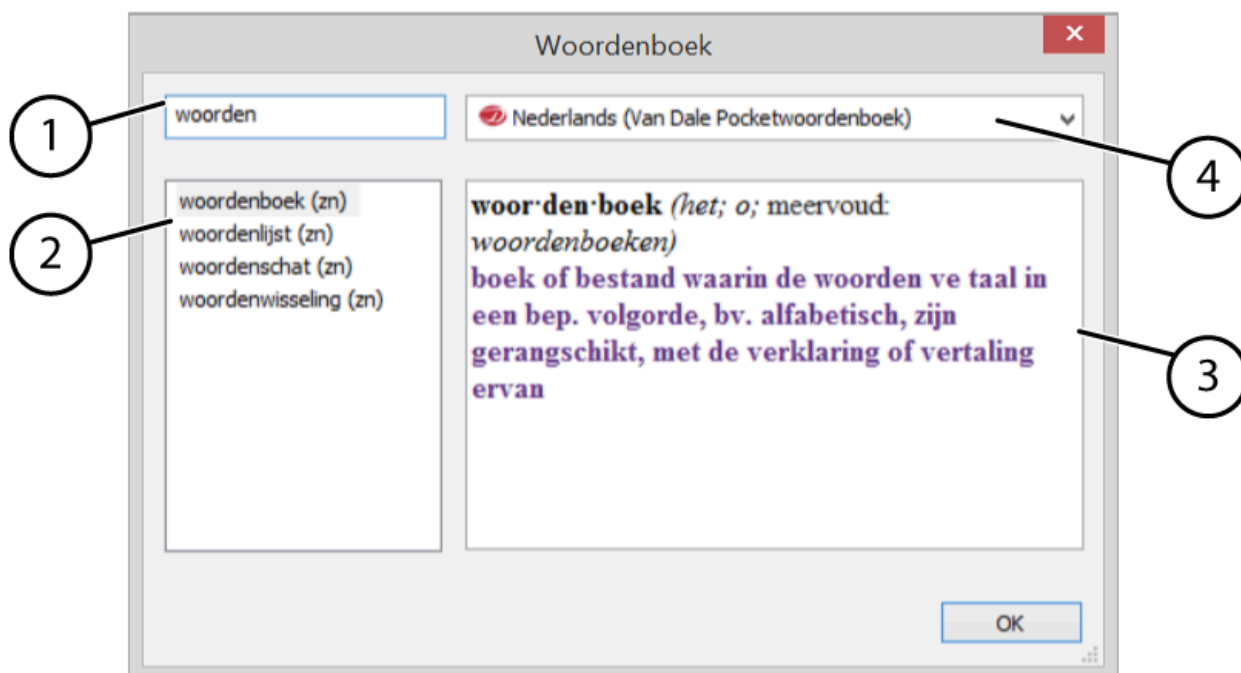 Woordenboek
1
woorden
Nederlands (Van Dale Pocketwoordenboek)
4
2
woordenboek (zn)
woordenlijst (zn)
woordenschat (zn)
woordenwisseling (zn)
woor·den·boek (het; o; meervoud:
woordenboeken)
boek of bestand waarin de woorden ve taal in
een bep. volgorde, bv. alfabetisch, zijn
gerangschikt, met de verklaring of vertaling
ervan
3
OK